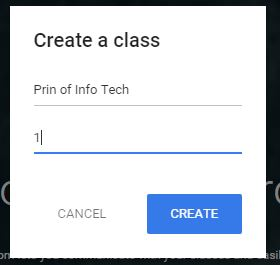 Create a class
Prin of Info Tech
1
CANCEL
CREATE